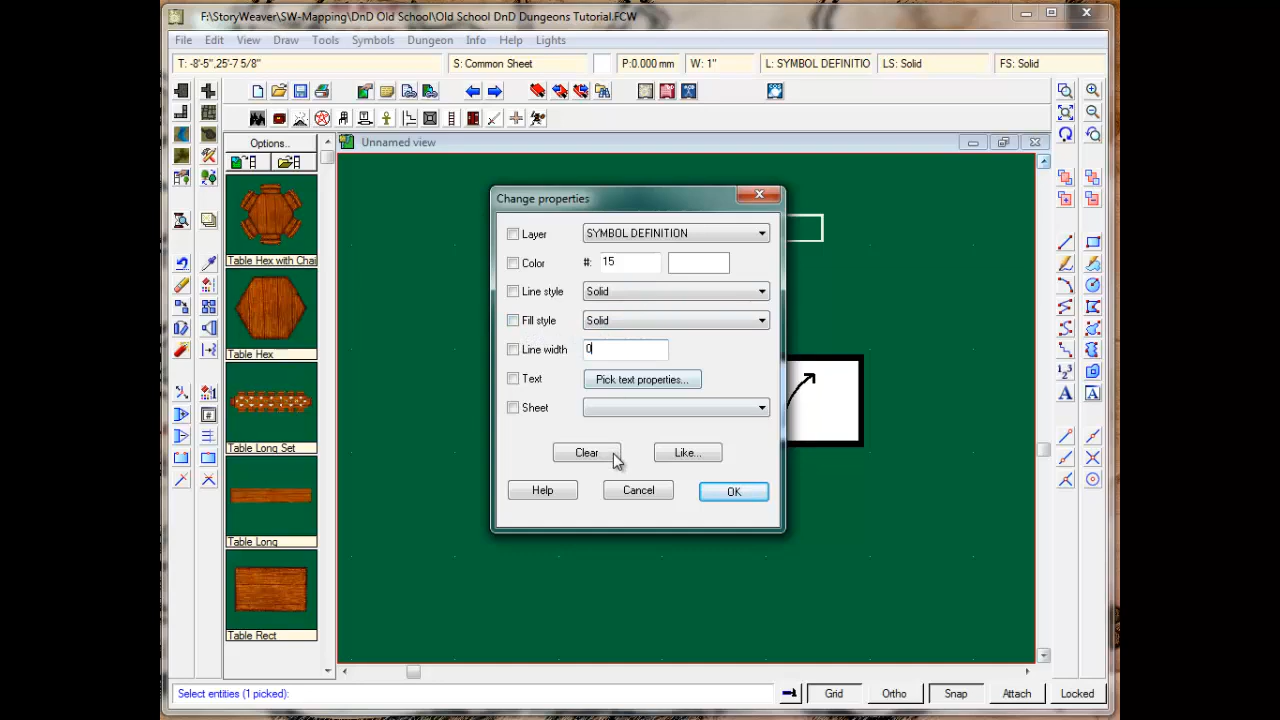 F:\StoryWeaver\SW-Mapping\DnD Old School\Old School DnD Dungeons Tutorial.FCW
File Edit View Draw Tools Symbols Dungeon Info Help Lights
T: -8'-5",25'-7 5/8" S: Common Sheet P:0.000 mm W: 1" L: SYMBOL DEFINITIO LS: Solid FS: Solid
Options..
Unnamed view
Table Hex with Chai
Table Hex
Table Long Set
Table Long
Table Rect
Change properties
Layer SYMBOL DEFINITION
Color #: 15
Line style Solid
Fill style Solid
Line width 0
Text Pick text properties...
Sheet
Clear Like...
Help Cancel OK
Select entities (1 picked): Grid Ortho Snap Attach Locked